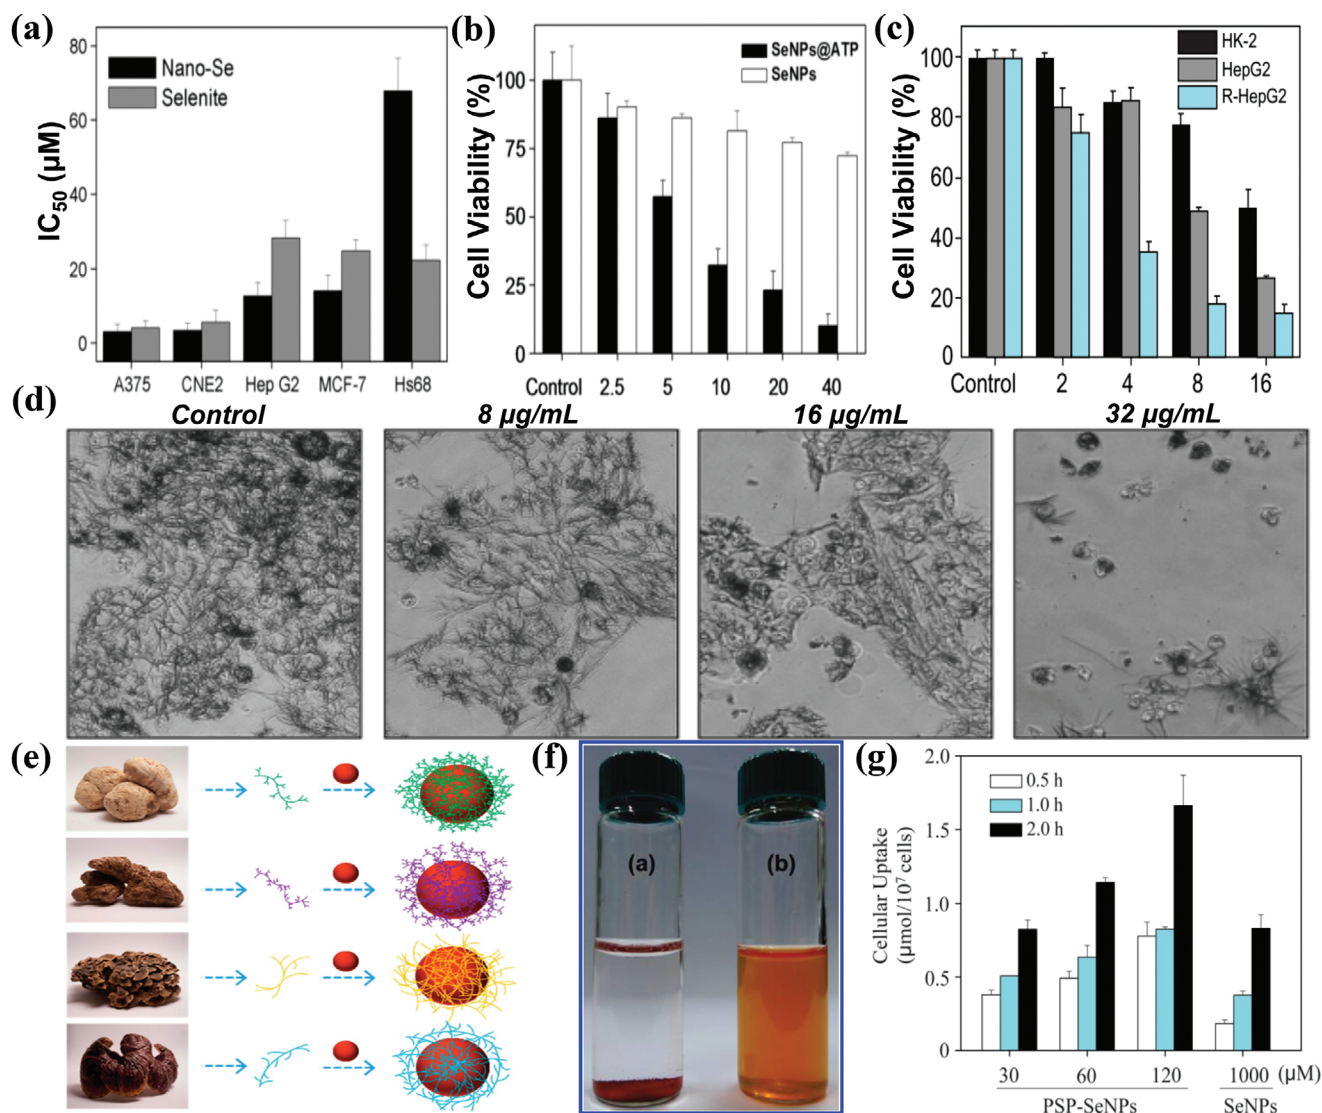 (a)
80
60
40
20
0
IC50 (µM)
Nano-Se
Selenite
A375 CNE2 Hep G2 MCF-7 Hs68
(b)
100
75
50
25
0
Cell Viability (%)
SeNPs@ATP
SeNPs
Control 2.5 5 10 20 40
(c)
100
80
60
40
20
0
Cell Viability (%)
HK-2
HepG2
R-HepG2
Control 2 4 8 16
(d)
Control 8 µg/mL 16 µg/mL 32 µg/mL
(e)
(f)
(a) (b)
(g)
2.0
1.5
1.0
0.5
0
Cellular Uptake
(µmol/10⁷ cells)
0.5 h
1.0 h
2.0 h
30 60 120 1000 (µM)
PSP-SeNPs SeNPs